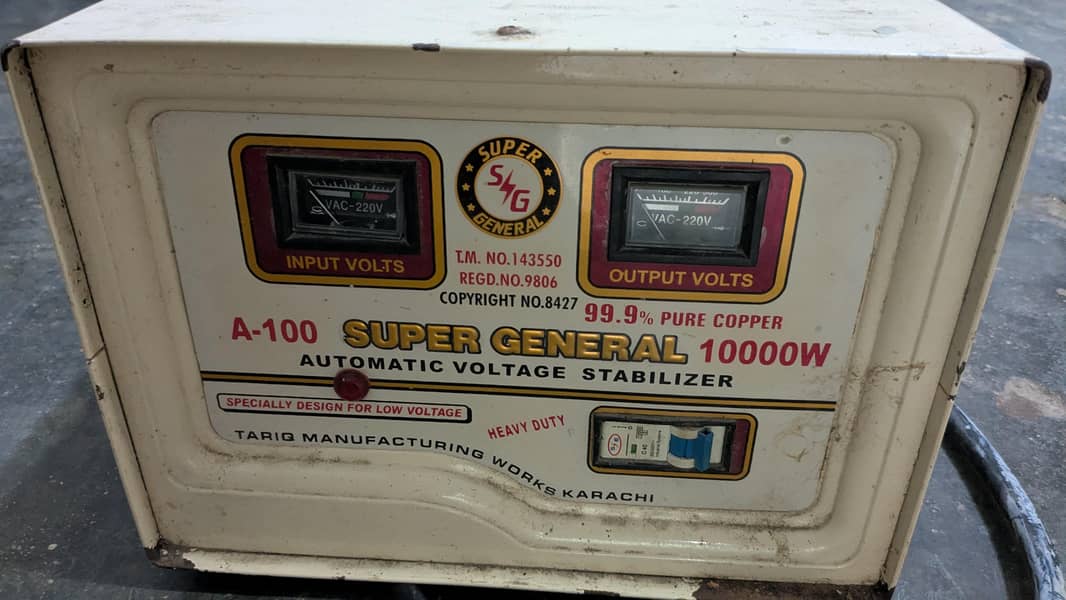 SUPER
SG
GENERAL
VAC-220V
INPUT VOLTS
VAC-220V
OUTPUT VOLTS
T.M. NO.143550
REGD.NO.9806
COPYRIGHT NO.8427
99.9% PURE COPPER
A-100
SUPER GENERAL
10000W
AUTOMATIC VOLTAGE STABILIZER
SPECIALLY DESIGN FOR LOW VOLTAGE
HEAVY DUTY
TARIQ MANUFACTURING WORKS KARACHI